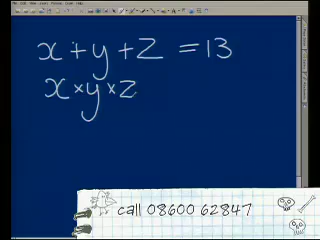 x + y + z = 13
x × y × z
call 08600 62847